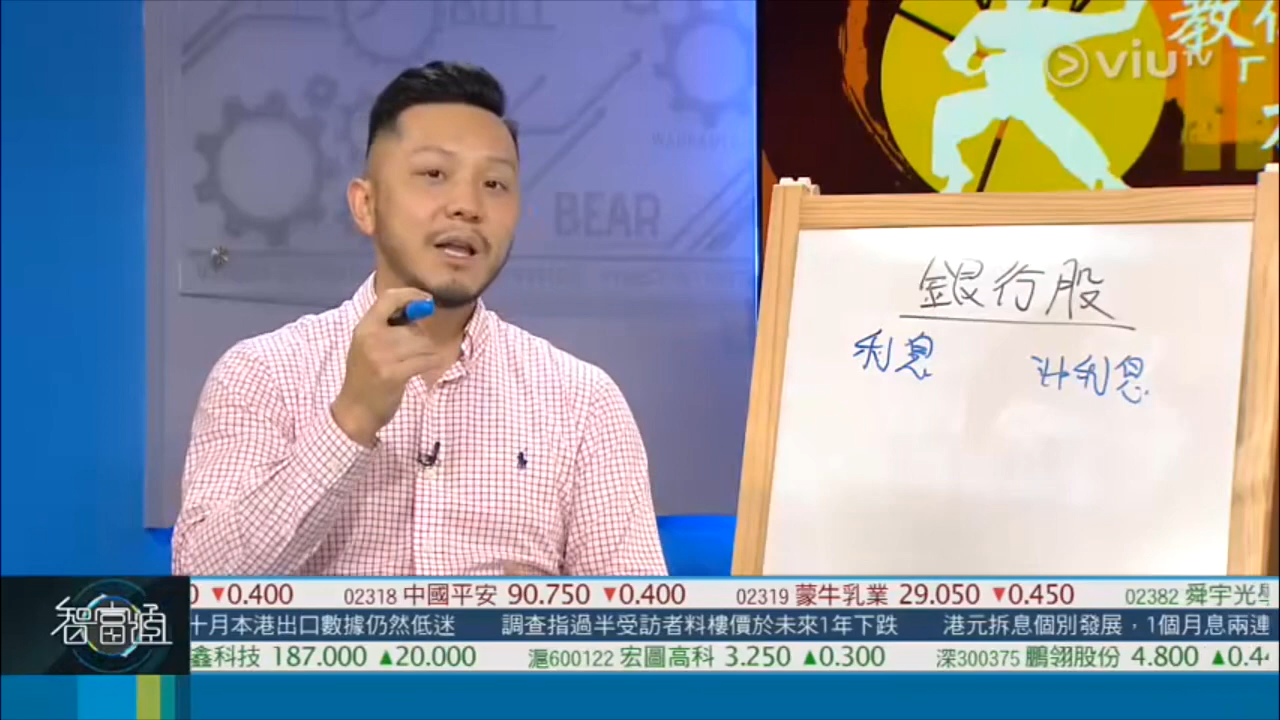 BULL
BEAR
教
viuTV
銀行股
利息
非利息
0 ▼0.400 02318 中國平安 90.750 ▼0.400 02319 蒙牛乳業 29.050 ▼0.450 02382 舜宇光學
智富通
十月本港出口數據仍然低迷 調查指過半受訪者料樓價於未來1年下跌 港元拆息個別發展，1個月息兩連
鑫科技 187.000 ▲20.000 滬600122 宏圖高科 3.250 ▲0.300 深300375 鵬翎股份 4.800 ▲0.4